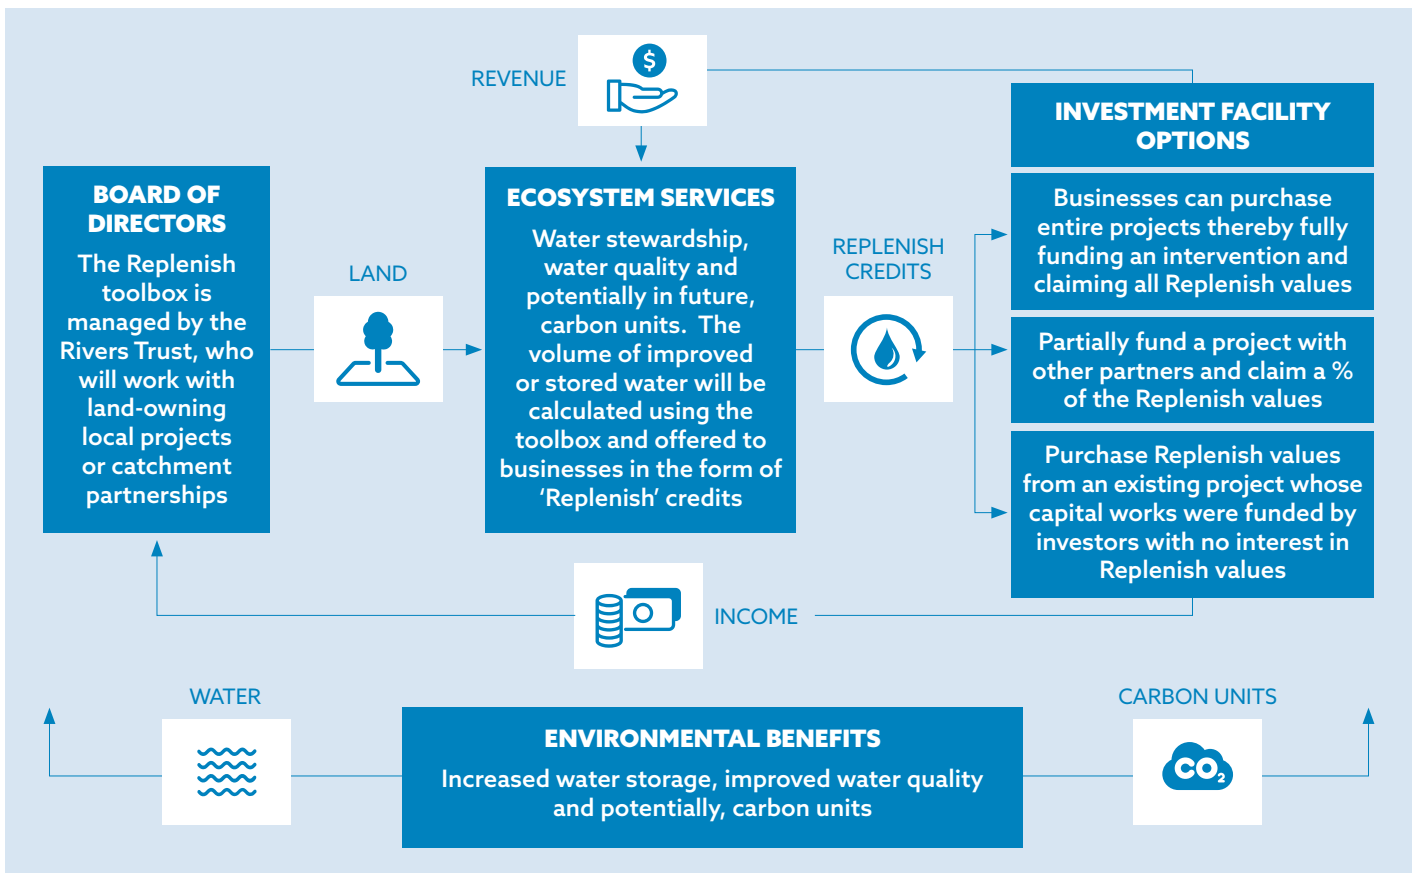 REVENUE
$
INVESTMENT FACILITY
OPTIONS
BOARD OF
DIRECTORS
The Replenish
toolbox is
managed by the
Rivers Trust, who
will work with
land-owning
local projects
or catchment
partnerships
LAND
ECOSYSTEM SERVICES
Water stewardship,
water quality and
potentially in future,
carbon units. The
volume of improved
or stored water will be
calculated using the
toolbox and offered to
businesses in the form of
‘Replenish’ credits
REPLENISH
CREDITS
Businesses can purchase
entire projects thereby fully
funding an intervention and
claiming all Replenish values
Partially fund a project with
other partners and claim a %
of the Replenish values
Purchase Replenish values
from an existing project whose
capital works were funded by
investors with no interest in
Replenish values
INCOME
WATER
ENVIRONMENTAL BENEFITS
Increased water storage, improved water quality
and potentially, carbon units
CARBON UNITS
CO₂